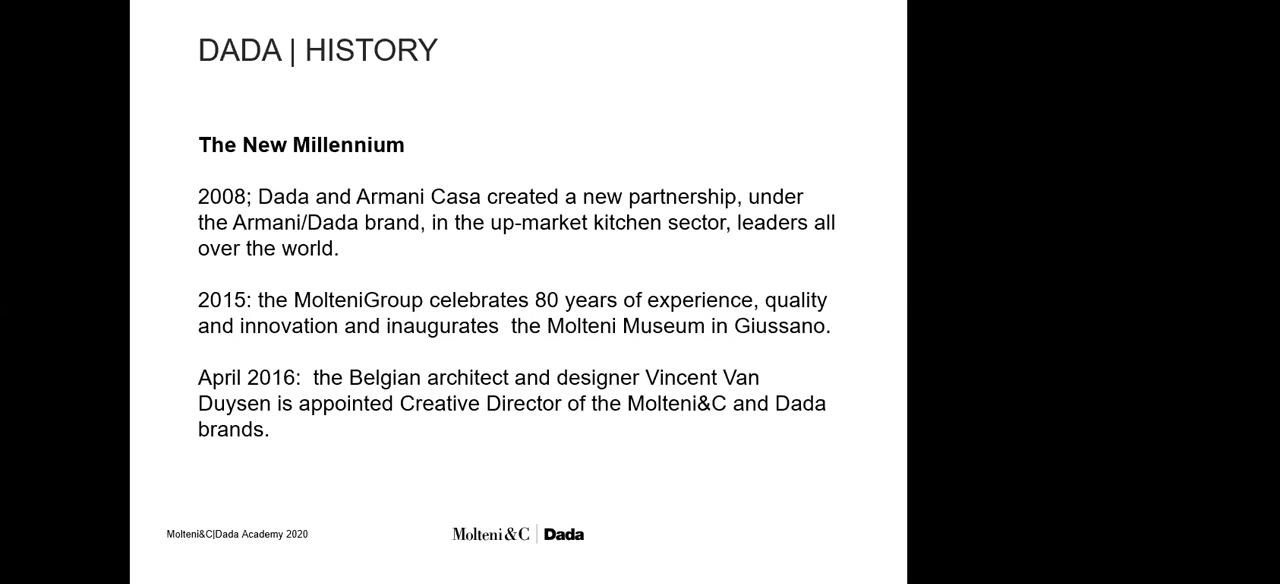 DADA | HISTORY
The New Millennium
2008; Dada and Armani Casa created a new partnership, under
the Armani/Dada brand, in the up-market kitchen sector, leaders all
over the world.
2015: the MolteniGroup celebrates 80 years of experience, quality
and innovation and inaugurates  the Molteni Museum in Giussano.
April 2016:  the Belgian architect and designer Vincent Van
Duysen is appointed Creative Director of the Molteni&C and Dada
brands.
Molteni&C|Dada Academy 2020
Molteni&C | Dada